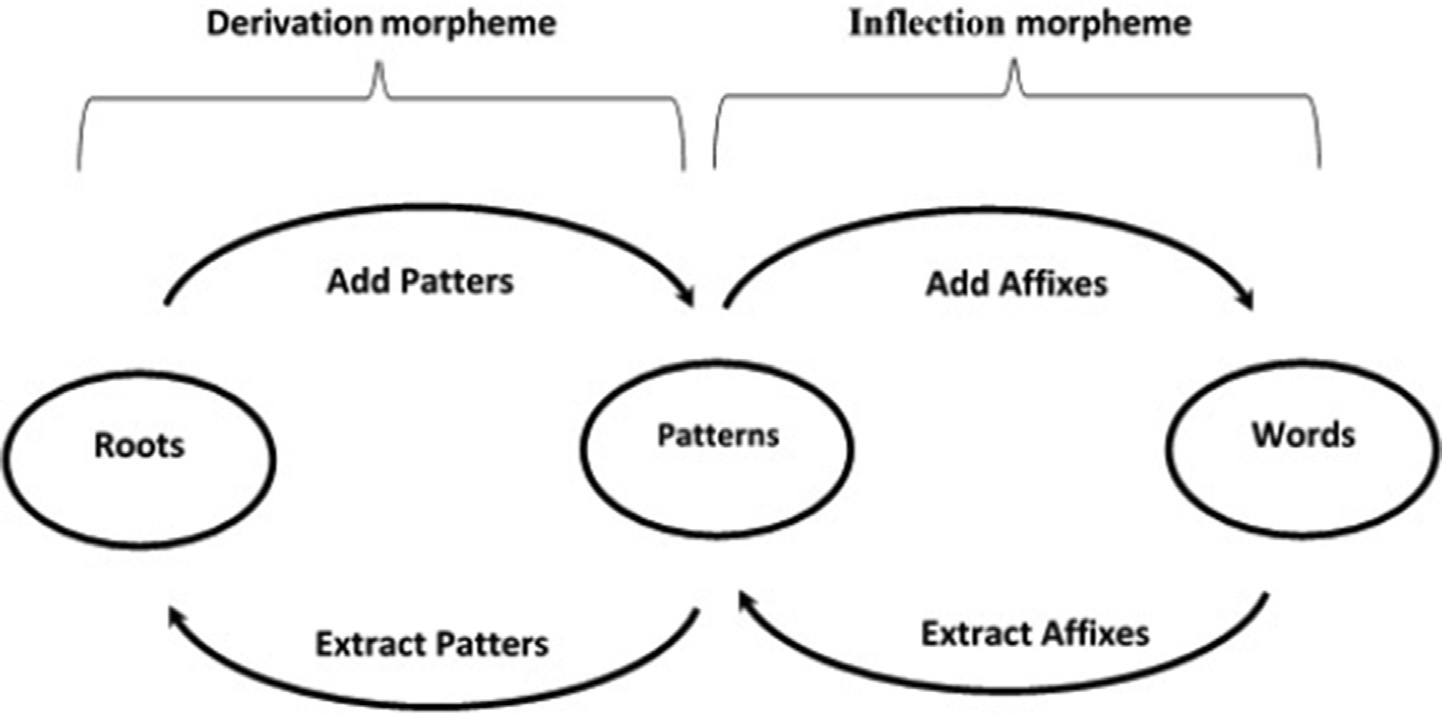 Derivation morpheme
Inflection morpheme
Add Patters
Add Affixes
Roots
Patterns
Words
Extract Patters
Extract Affixes